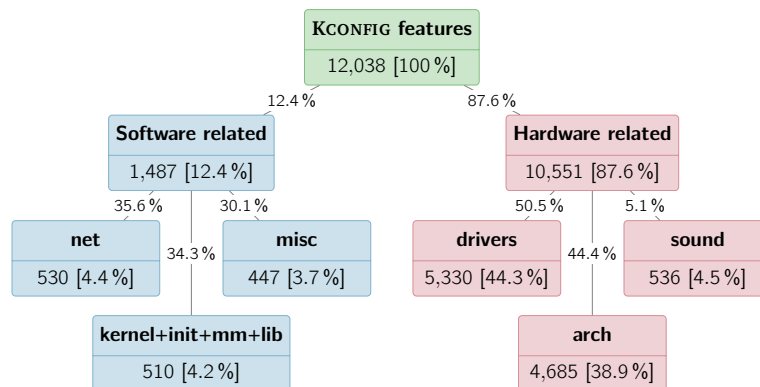 KCONFIG features
12,038 [100 %]
12.4 %
87.6 %
Software related
1,487 [12.4 %]
Hardware related
10,551 [87.6 %]
35.6 %
30.1 %
50.5 %
5.1 %
net
530 [4.4 %]
34.3 %
misc
447 [3.7 %]
drivers
5,330 [44.3 %]
44.4 %
sound
536 [4.5 %]
kernel+init+mm+lib
510 [4.2 %]
arch
4,685 [38.9 %]